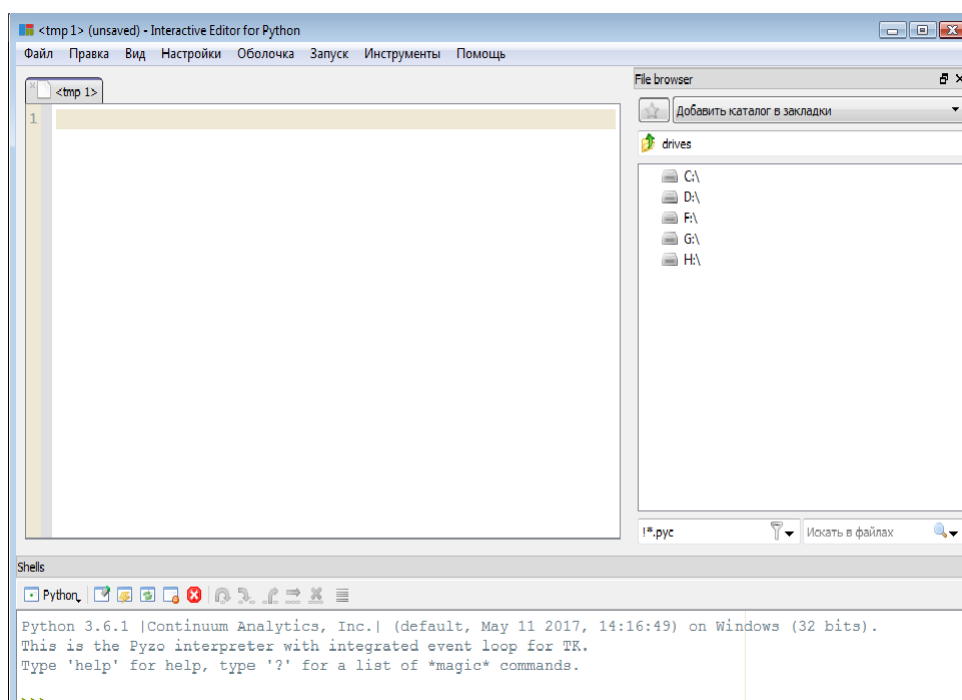 <tmp 1> (unsaved) - Interactive Editor for Python
Файл Правка Вид Настройки Оболочка Запуск Инструменты Помощь
<tmp 1>
1
File browser
Добавить каталог в закладки
drives
C:\
D:\
F:\
G:\
H:\
!*.pyc
Искать в файлах
Shells
Python
Python 3.6.1 |Continuum Analytics, Inc.| (default, May 11 2017, 14:16:49) on Windows (32 bits).
This is the Pyzo interpreter with integrated event loop for TK.
Type 'help' for help, type '?' for a list of *magic* commands.
>>>